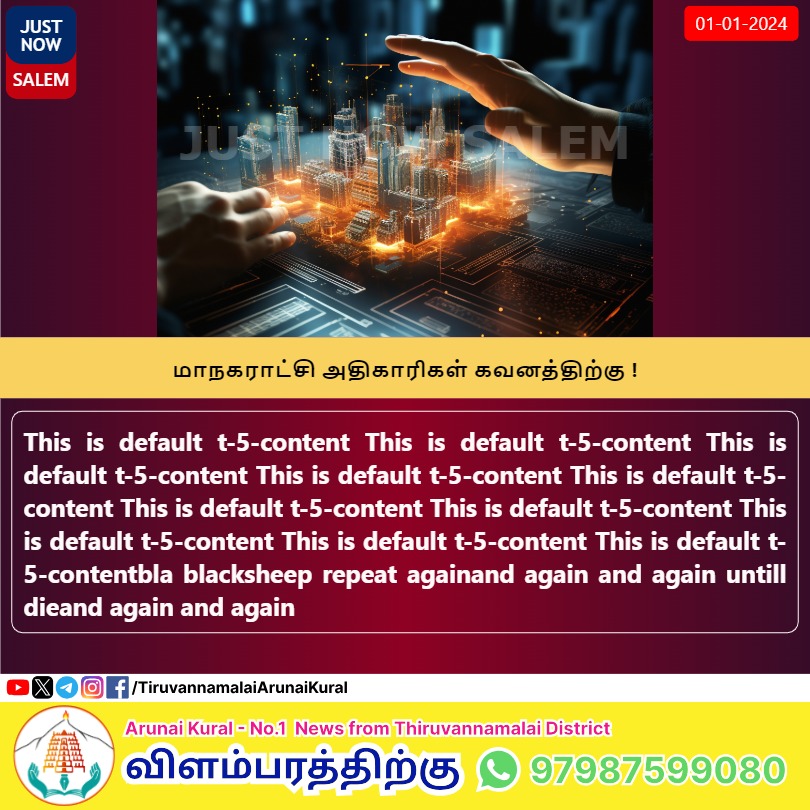 JUST
NOW
SALEM
01-01-2024
JUST NOW SALEM
மாநகராட்சி அதிகாரிகள் கவனத்திற்கு !
This is default t-5-content This is default t-5-content This is
default t-5-content This is default t-5-content This is default t-5-
content This is default t-5-content This is default t-5-content This
is default t-5-content This is default t-5-content This is default t-
5-contentbla blacksheep repeat againand again and again untill
dieand again and again
/TiruvannamalaiArunaiKural
Arunai Kural - No.1 News from Thiruvannamalai District
விளம்பரத்திற்கு 97987599080